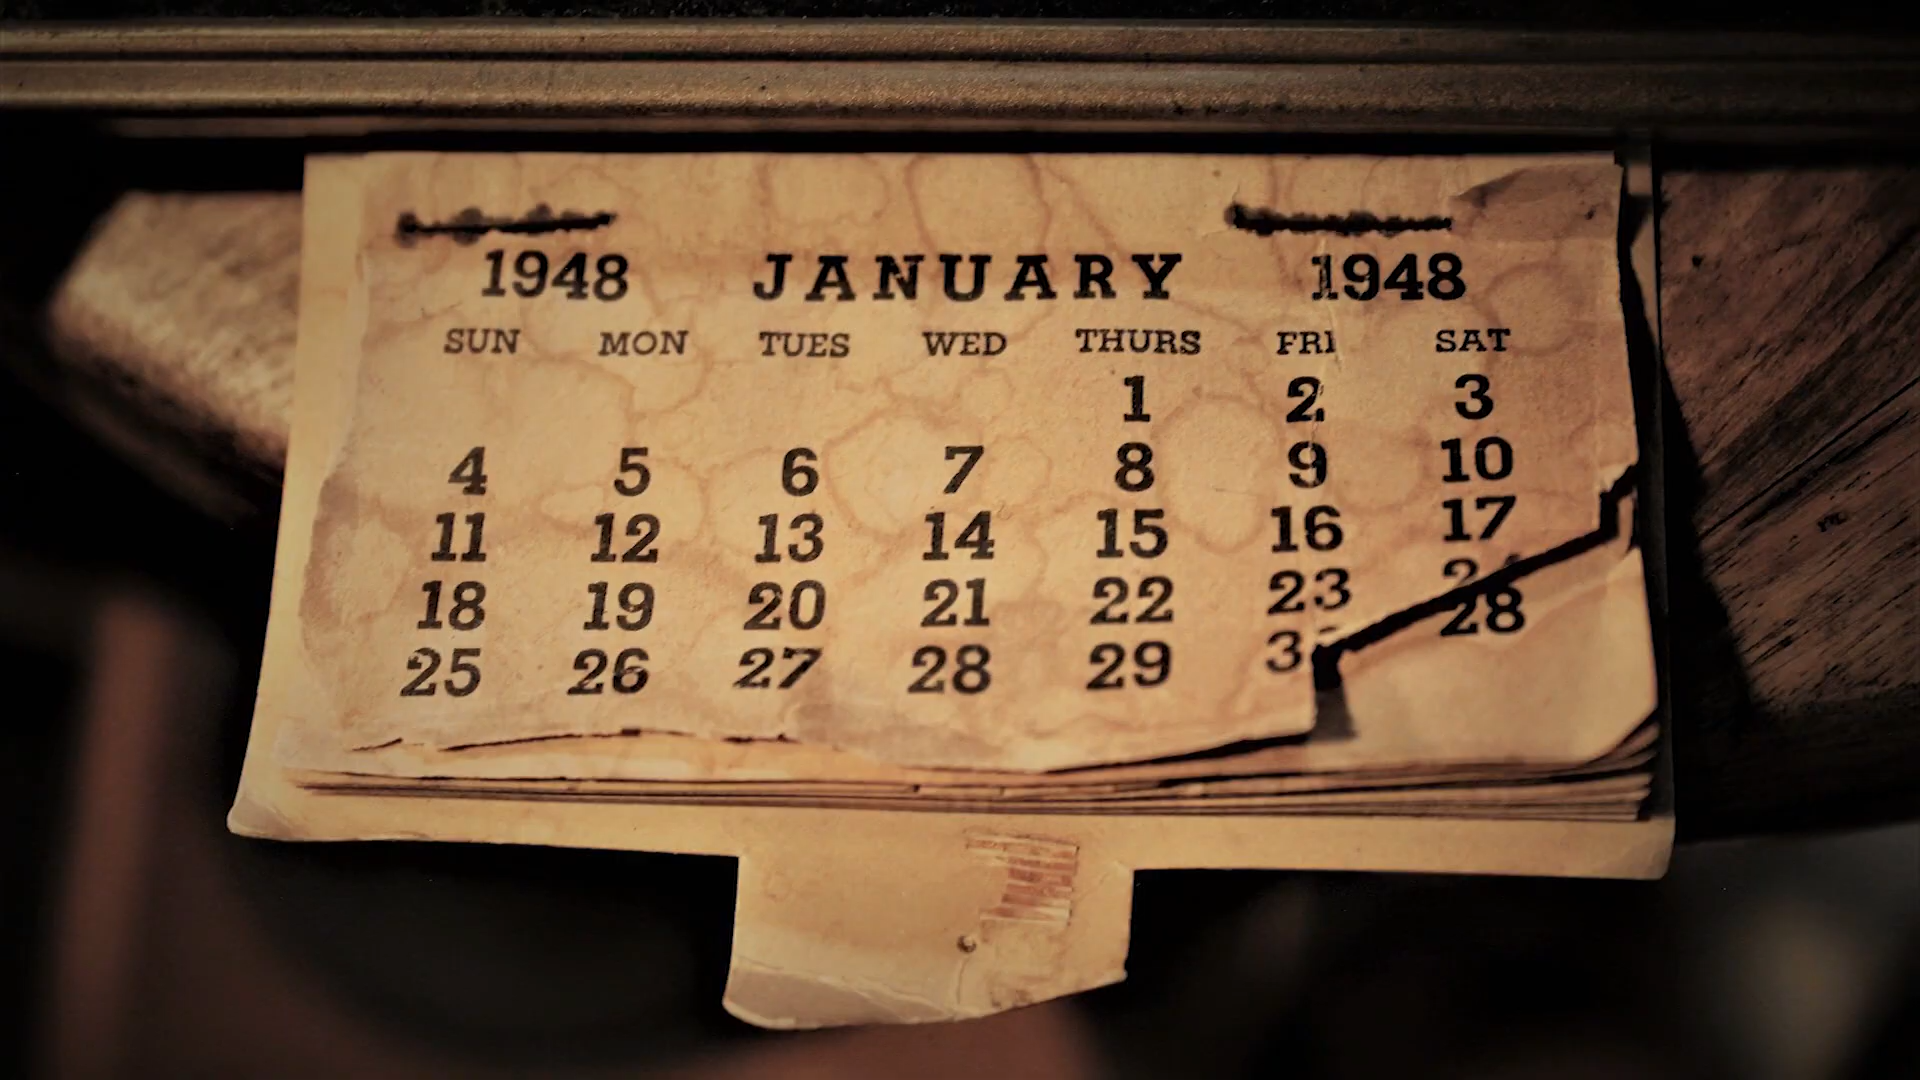 1948 JANUARY 1948
SUN MON TUES WED THURS FRI SAT
1 2 3
4 5 6 7 8 9 10
11 12 13 14 15 16 17
18 19 20 21 22 23
28
25 26 27 28 29